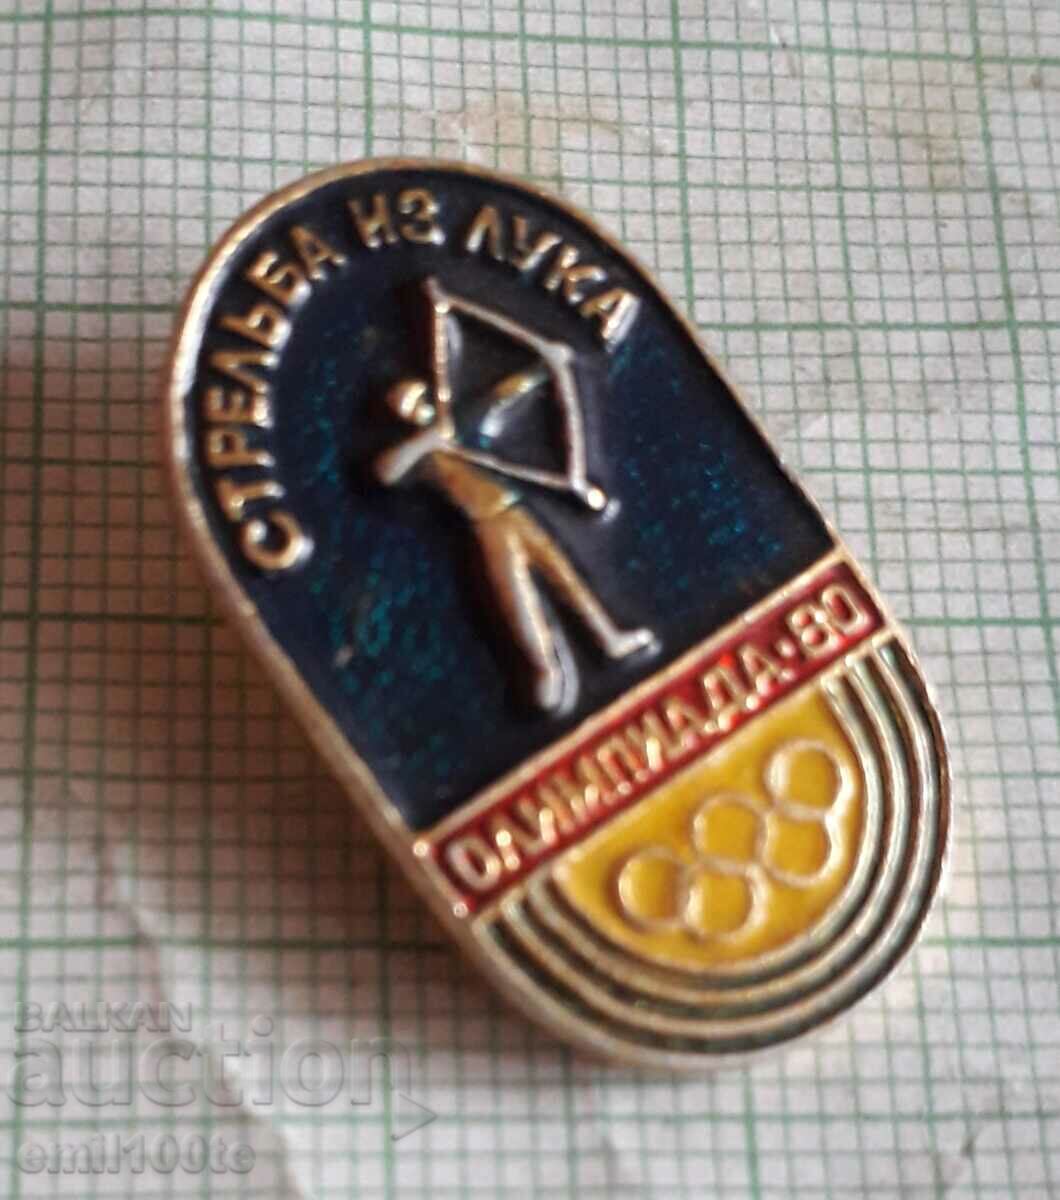 СТРЕЛЬБА ИЗ ЛУКА
ОЛИМПИАДА·80
BALKAN
auction
emil100te